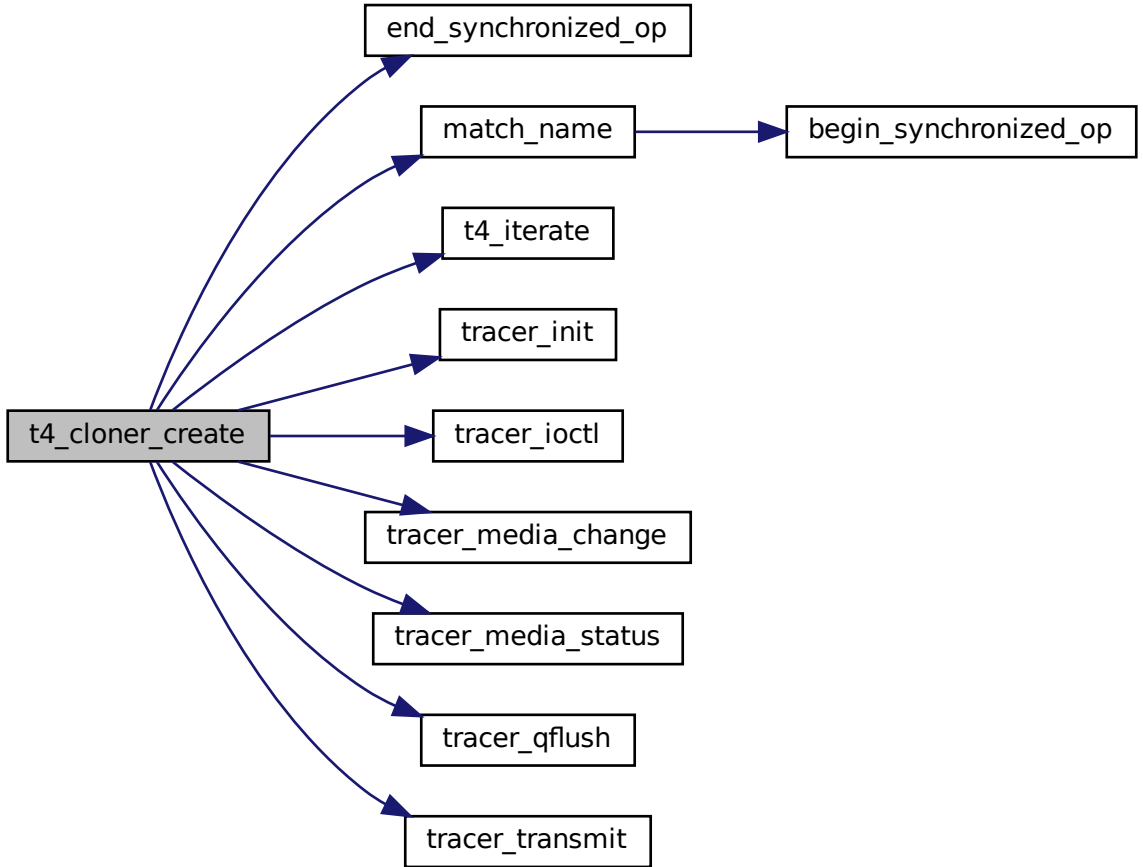 end_synchronized_op
match_name
begin_synchronized_op
t4_iterate
tracer_init
t4_cloner_create
tracer_ioctl
tracer_media_change
tracer_media_status
tracer_qflush
tracer_transmit